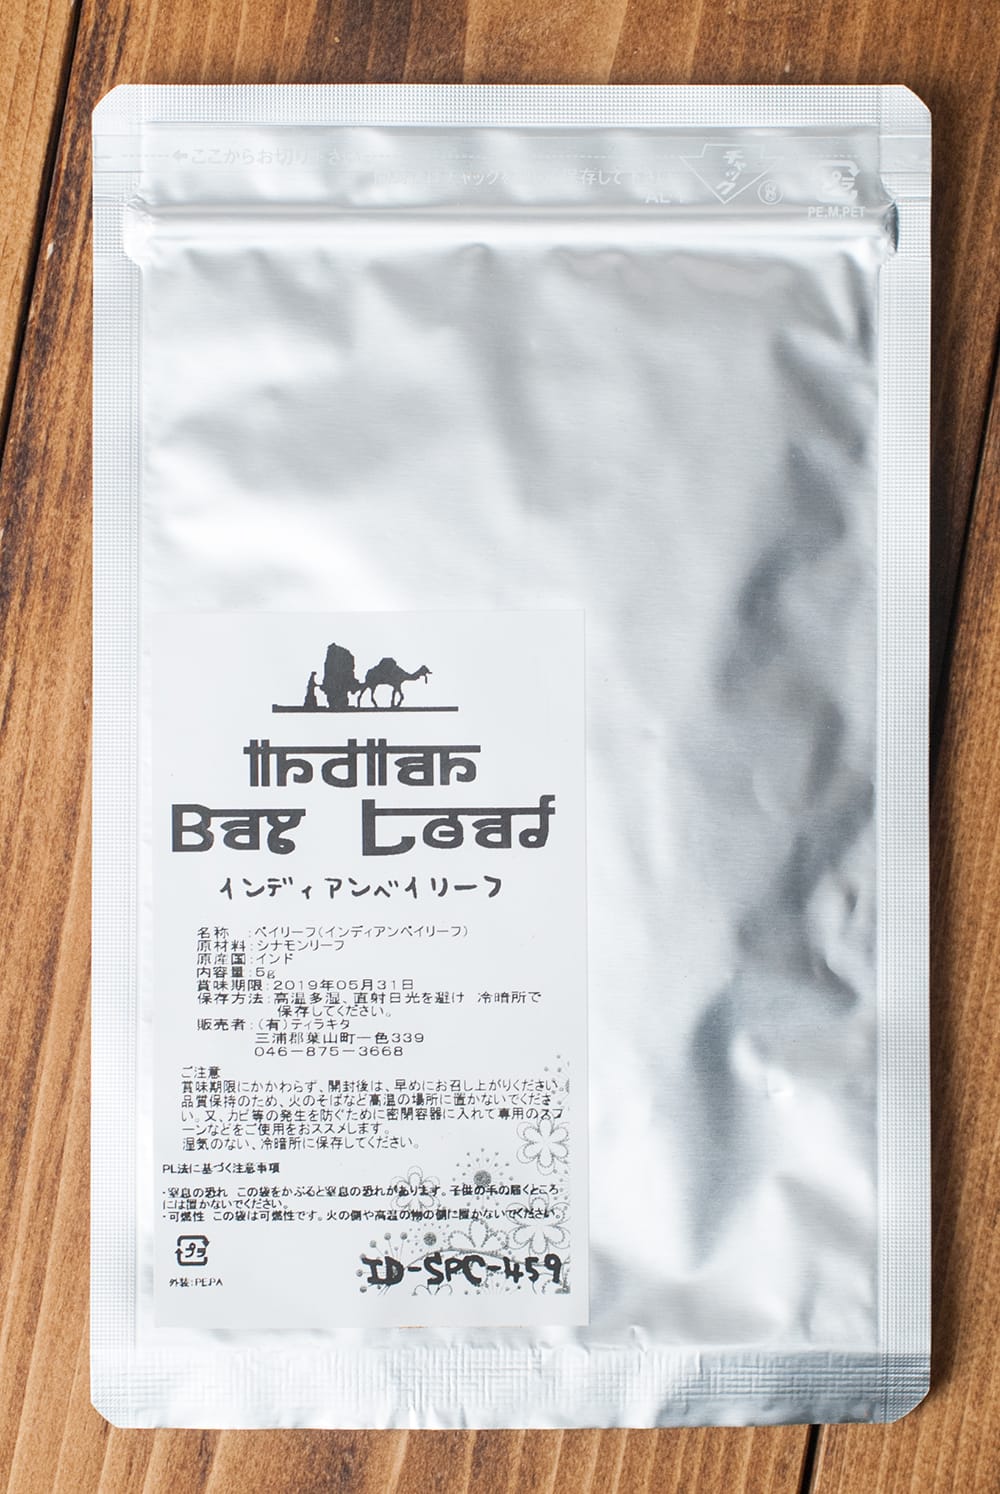 ←ここからお切り下さい
チャック
®
プラ
PE,M,PET
Indian
Bay Leaf
インディアンベイリーフ
名称　:ベイリーフ(インディアンベイリーフ)
原材料:シナモンリーフ
原産国:インド
内容量:5g
賞味期限:2019年05月31日
保存方法:高温多湿、直射日光を避け　冷暗所で
保存してください。
販売者:(有)ティラキタ
三浦郡葉山町一色339
046-875-3668
ご注意
賞味期限にかかわらず、開封後は、早めにお召し上がりください。
品質保持のため、火のそばなど高温の場所に置かないでくださ
い。又、カビ等の発生を防ぐために密閉容器に入れて専用のスプ
ーンなどをご使用をおススメします。
湿気のない、冷暗所に保存してください。
PL法に基づく注意事項
・窒息の恐れ　この袋をかぶると窒息の恐れがあります。子供の手の届くところ
には置かないでください。
・可燃性　この袋は可燃性です。火の側や高温の物の側に置かないでください。
プラ
外装:PE,PA
ID-SPC-459